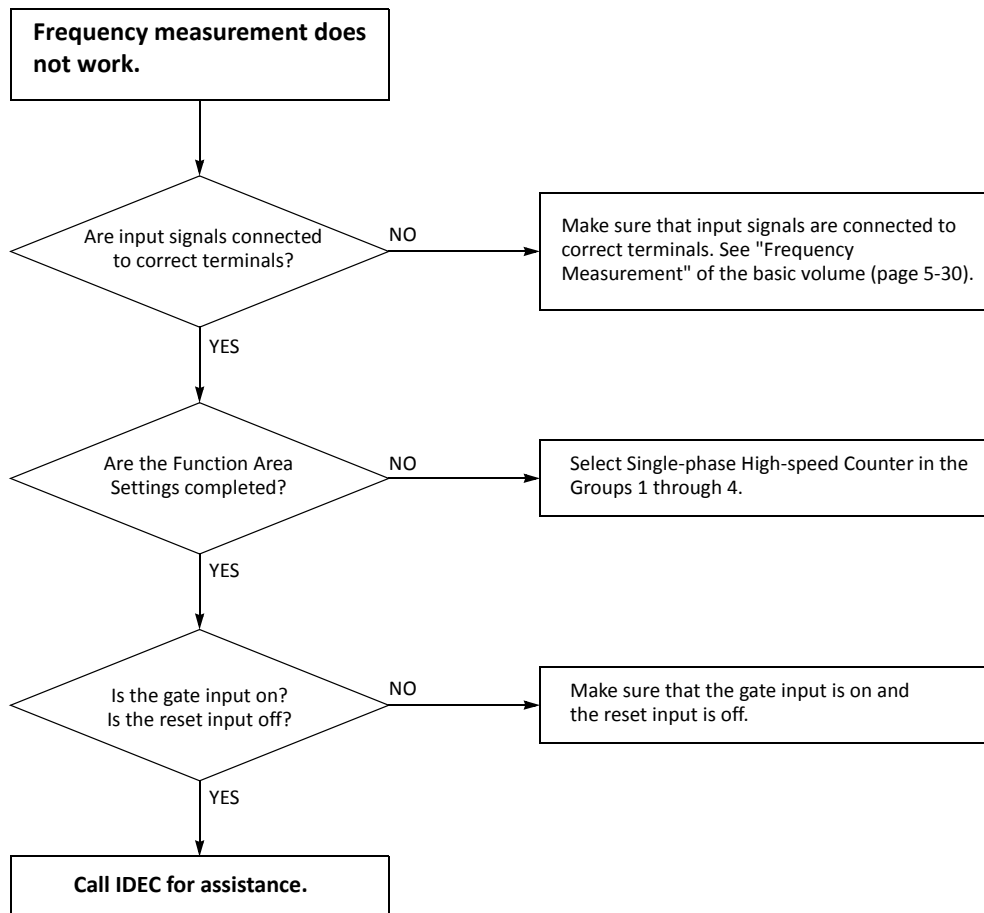 Frequency measurement does
not work.
Are input signals connected
to correct terminals?
NO
Make sure that input signals are connected to
correct terminals. See "Frequency
Measurement" of the basic volume (page 5-30).
YES
Are the Function Area
Settings completed?
NO
Select Single-phase High-speed Counter in the
Groups 1 through 4.
YES
Is the gate input on?
Is the reset input off?
NO
Make sure that the gate input is on and
the reset input is off.
YES
Call IDEC for assistance.